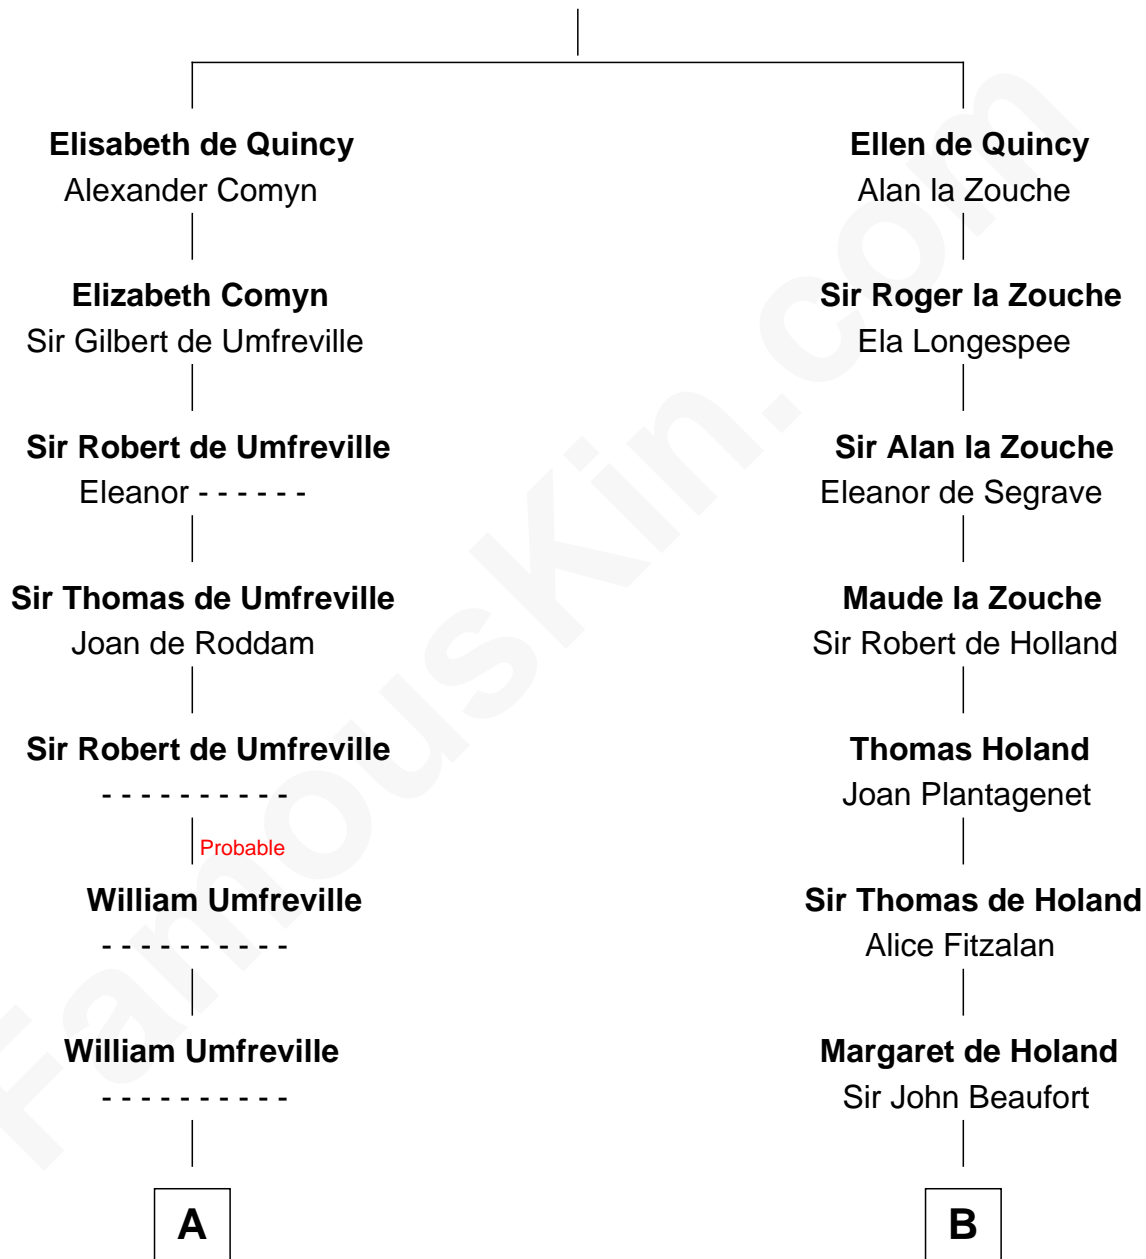 Elisabeth de Quincy
Alexander Comyn
Elizabeth Comyn
Sir Gilbert de Umfreville
Sir Robert de Umfreville
Eleanor - - - - - -
Sir Thomas de Umfreville
Joan de Roddam
Sir Robert de Umfreville
- - - - - - - - - -
Probable
William Umfreville
- - - - - - - - - -
William Umfreville
- - - - - - - - - -
A
Ellen de Quincy
Alan la Zouche
Sir Roger la Zouche
Ela Longespee
Sir Alan la Zouche
Eleanor de Segrave
Maude la Zouche
Sir Robert de Holland
Thomas Holand
Joan Plantagenet
Sir Thomas de Holand
Alice Fitzalan
Margaret de Holand
Sir John Beaufort
B
FamousKin.com